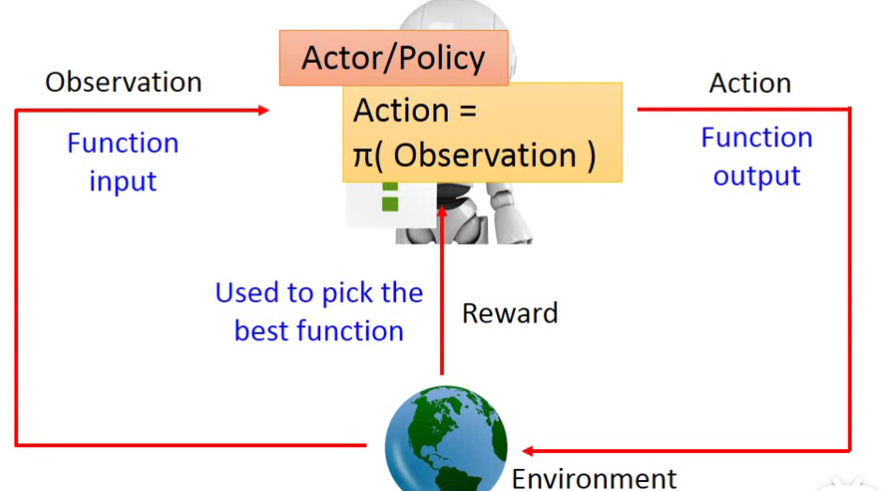 Actor/Policy
Observation
Action
Action =
π( Observation )
Function
input
Function
output
Used to pick the
best function
Reward
Environment